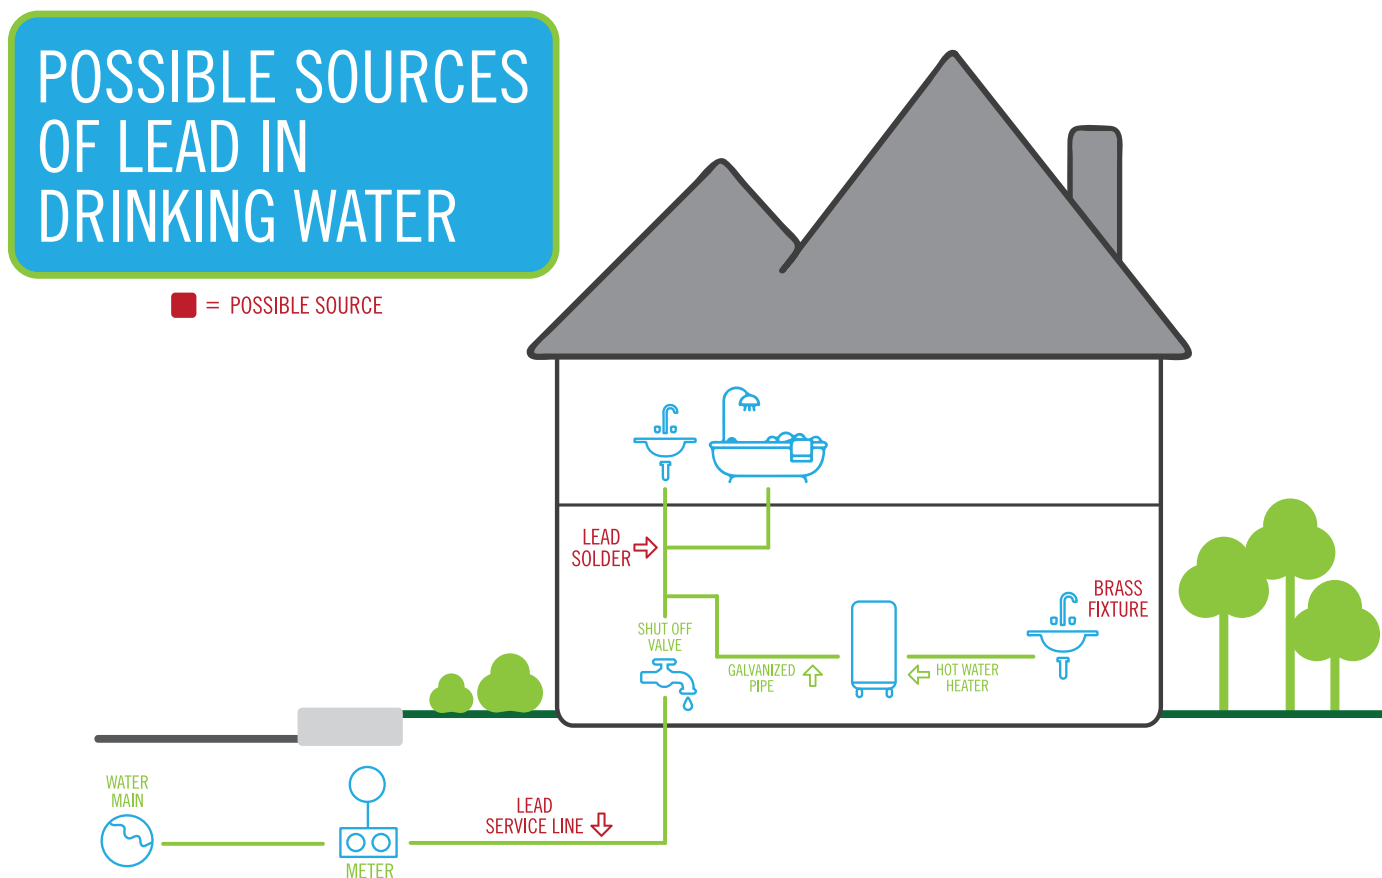 POSSIBLE SOURCES
OF LEAD IN
DRINKING WATER
= POSSIBLE SOURCE
LEAD
SOLDER
BRASS
FIXTURE
SHUT OFF
VALVE
GALVANIZED
PIPE
HOT WATER
HEATER
WATER
MAIN
LEAD
SERVICE LINE
METER